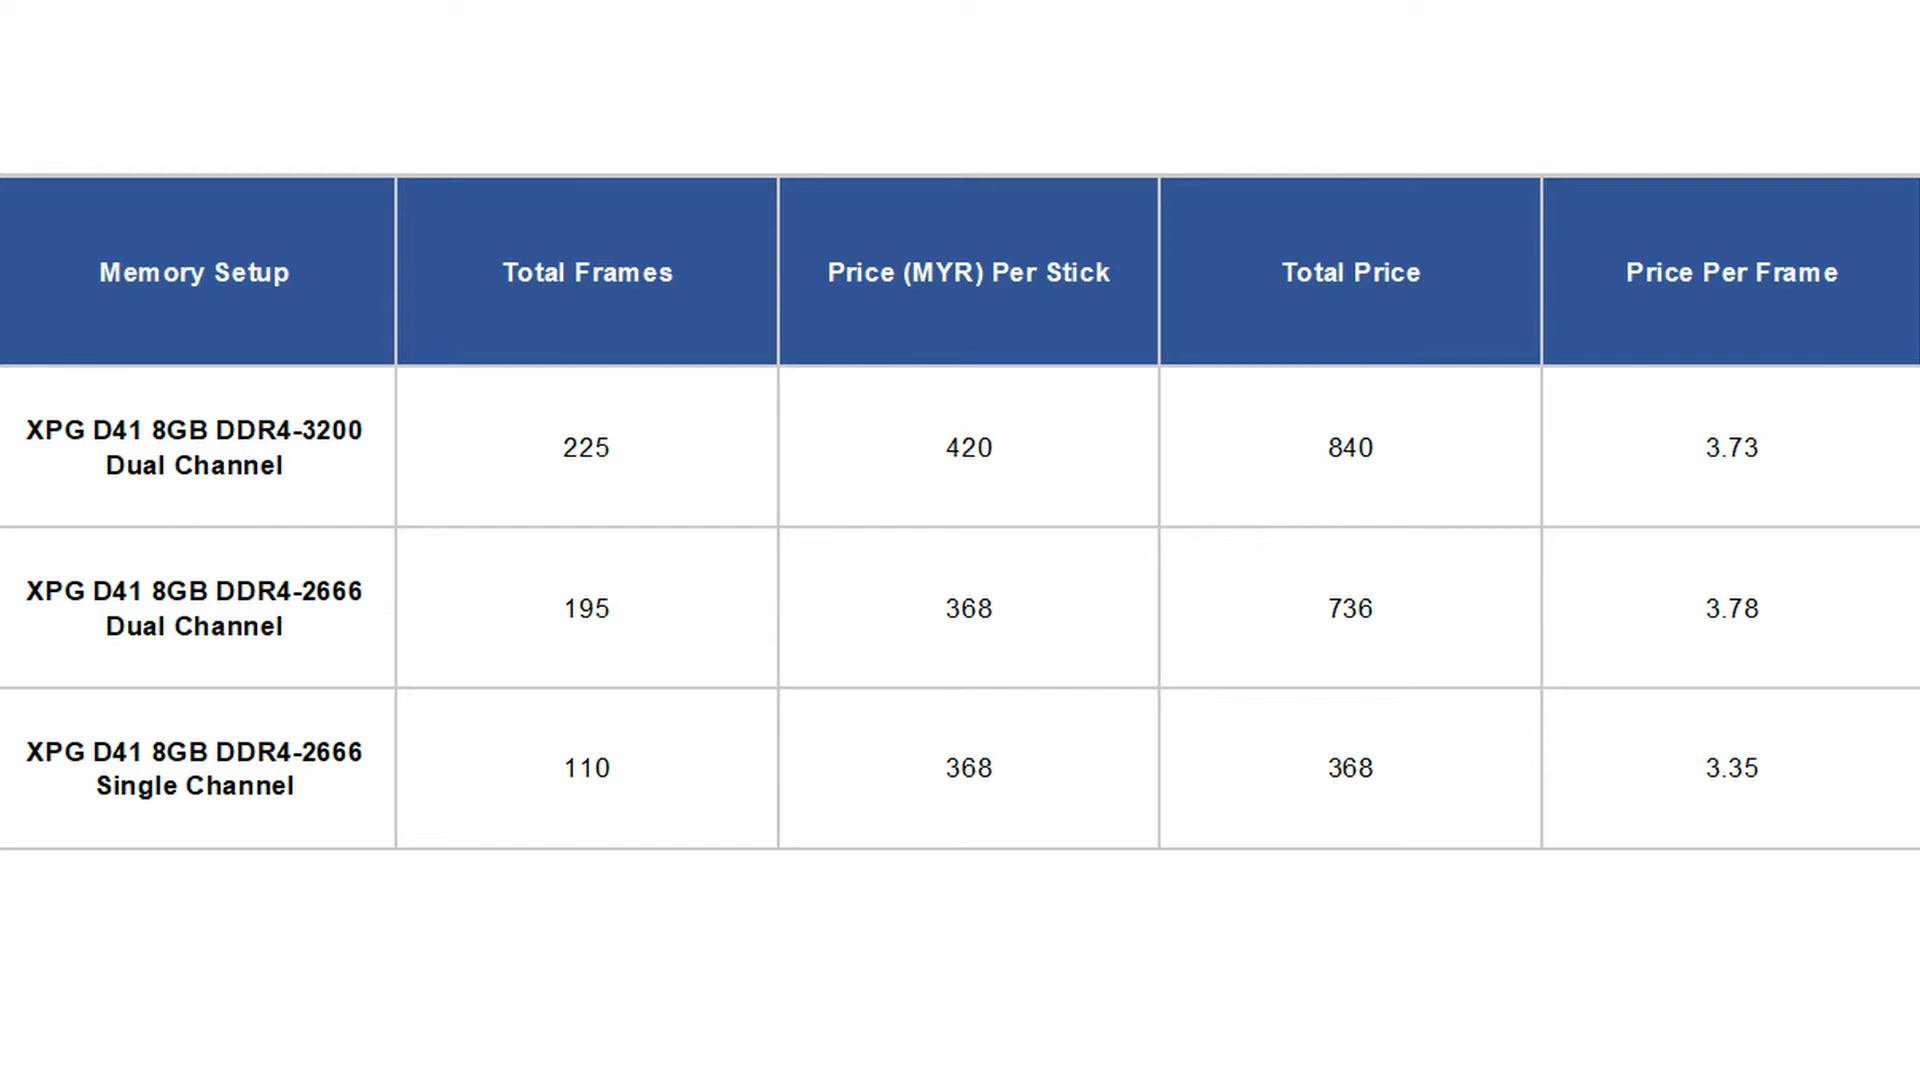 Memory Setup
Total Frames
Price (MYR) Per Stick
Total Price
Price Per Frame
XPG D41 8GB DDR4-3200
Dual Channel
225
420
840
3.73
XPG D41 8GB DDR4-2666
Dual Channel
195
368
736
3.78
XPG D41 8GB DDR4-2666
Single Channel
110
368
368
3.35